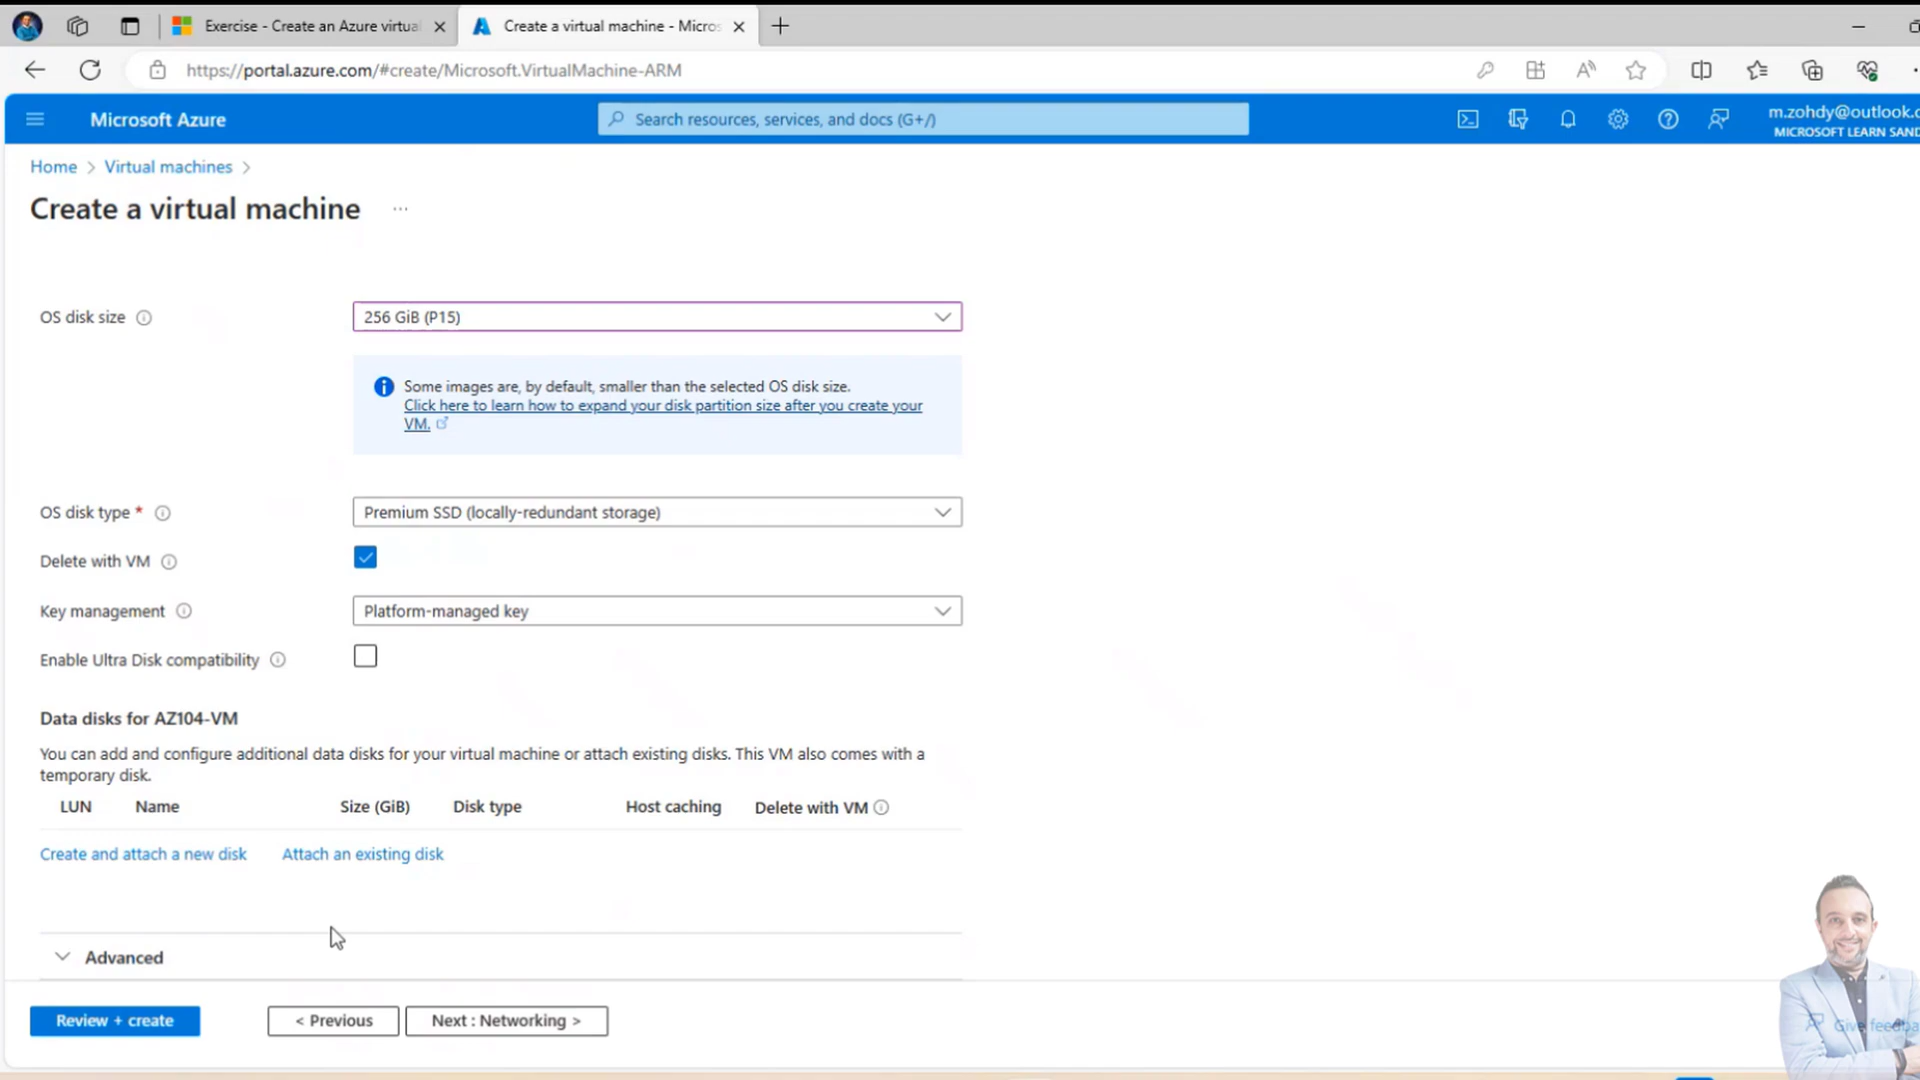 Exercise - Create an Azure virtual
Create a virtual machine - Micros
https://portal.azure.com/#create/Microsoft.VirtualMachine-ARM
Microsoft Azure
Search resources, services, and docs (G+/)
m.zohdy@outlook.c
MICROSOFT LEARN SAND
Home > Virtual machines >
Create a virtual machine ...
OS disk size
256 GiB (P15)
Some images are, by default, smaller than the selected OS disk size.
Click here to learn how to expand your disk partition size after you create your
VM.
OS disk type *
Premium SSD (locally-redundant storage)
Delete with VM
Key management
Platform-managed key
Enable Ultra Disk compatibility
Data disks for AZ104-VM
You can add and configure additional data disks for your virtual machine or attach existing disks. This VM also comes with a
temporary disk.
LUN Name Size (GiB) Disk type Host caching Delete with VM
Create and attach a new disk Attach an existing disk
Advanced
Review + create < Previous Next : Networking >
Give feedba